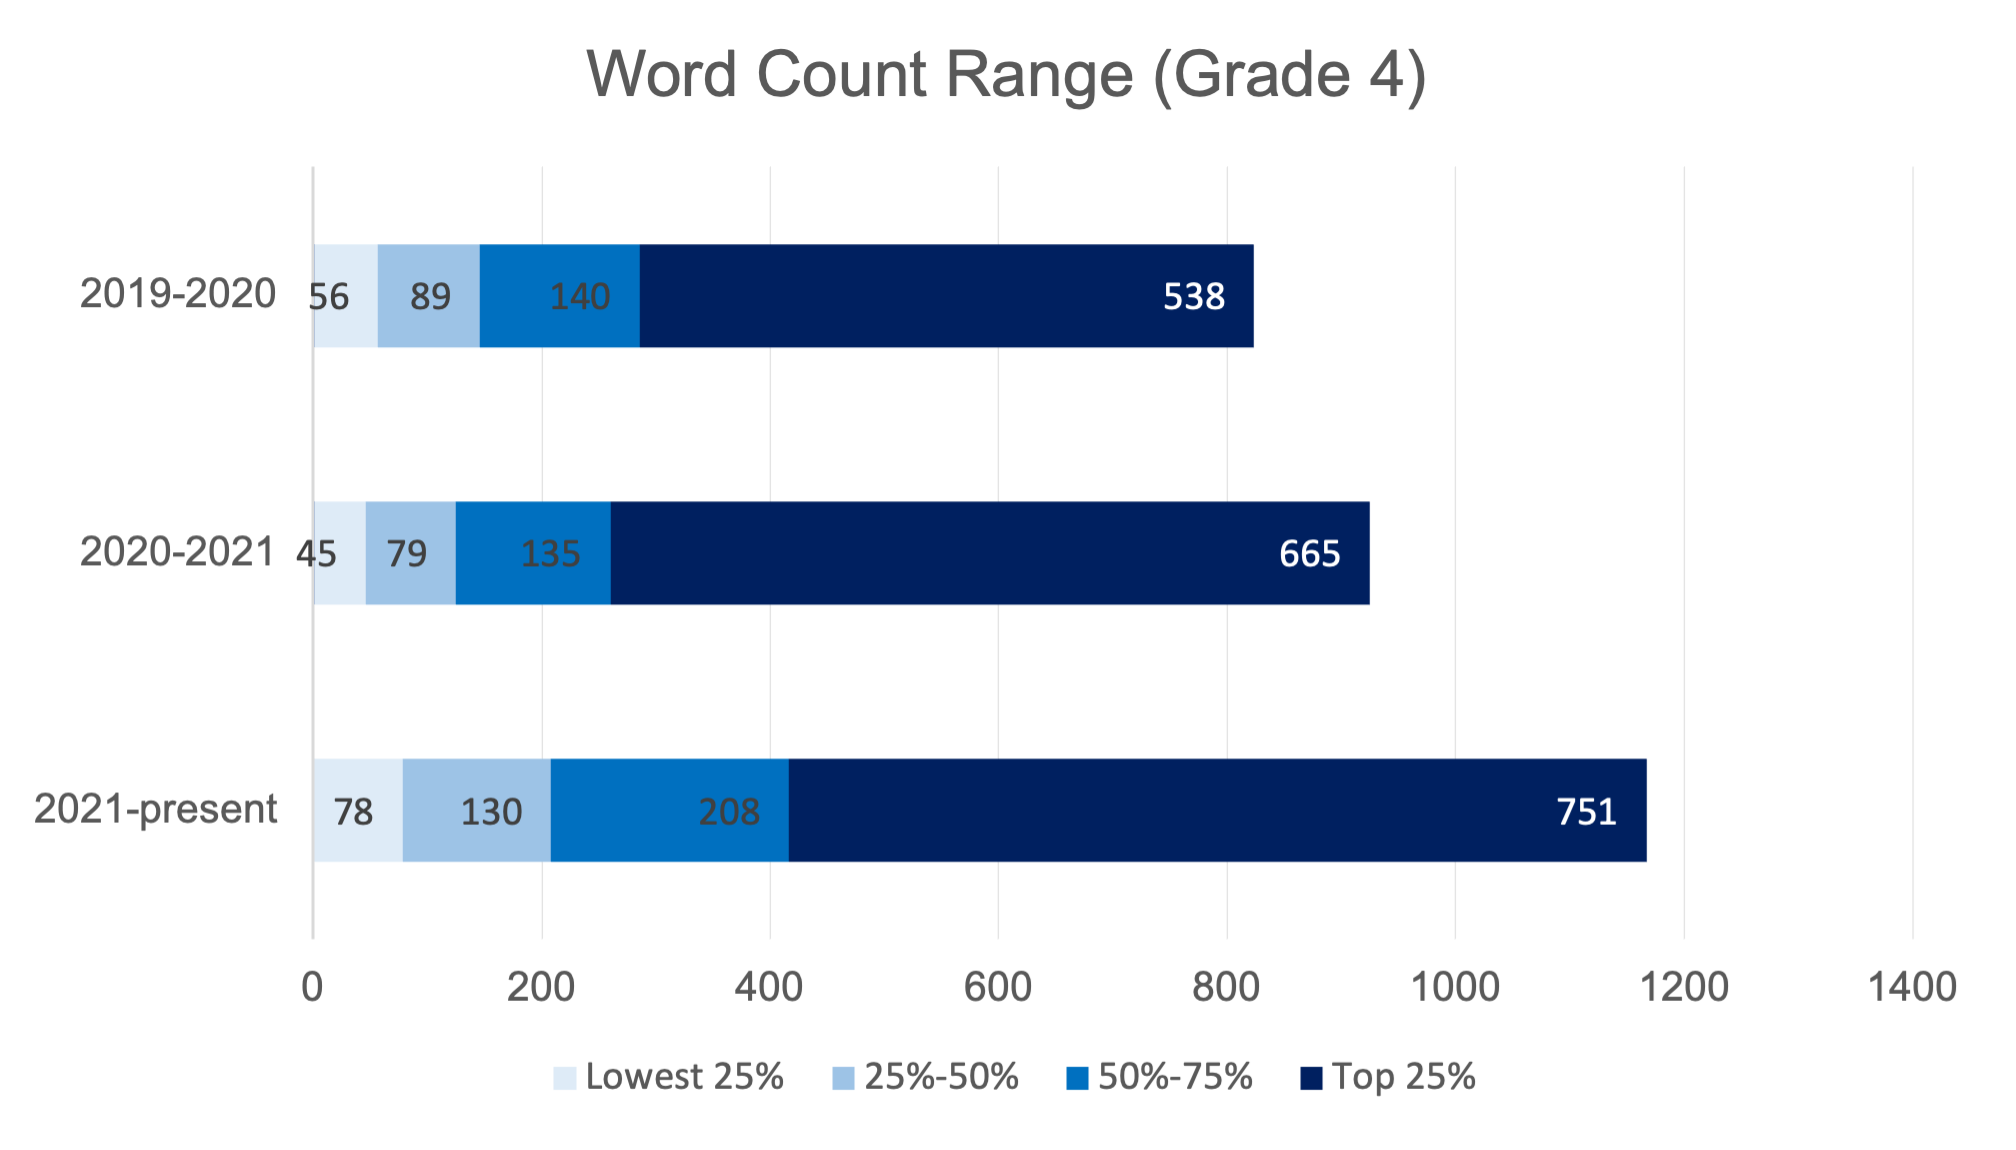 Word Count Range (Grade 4)
2019-2020
56 89 140 538
2020-2021
45 79 135 665
2021-present
78 130 208 751
0 200 400 600 800 1000 1200 1400
Lowest 25% 25%-50% 50%-75% Top 25%